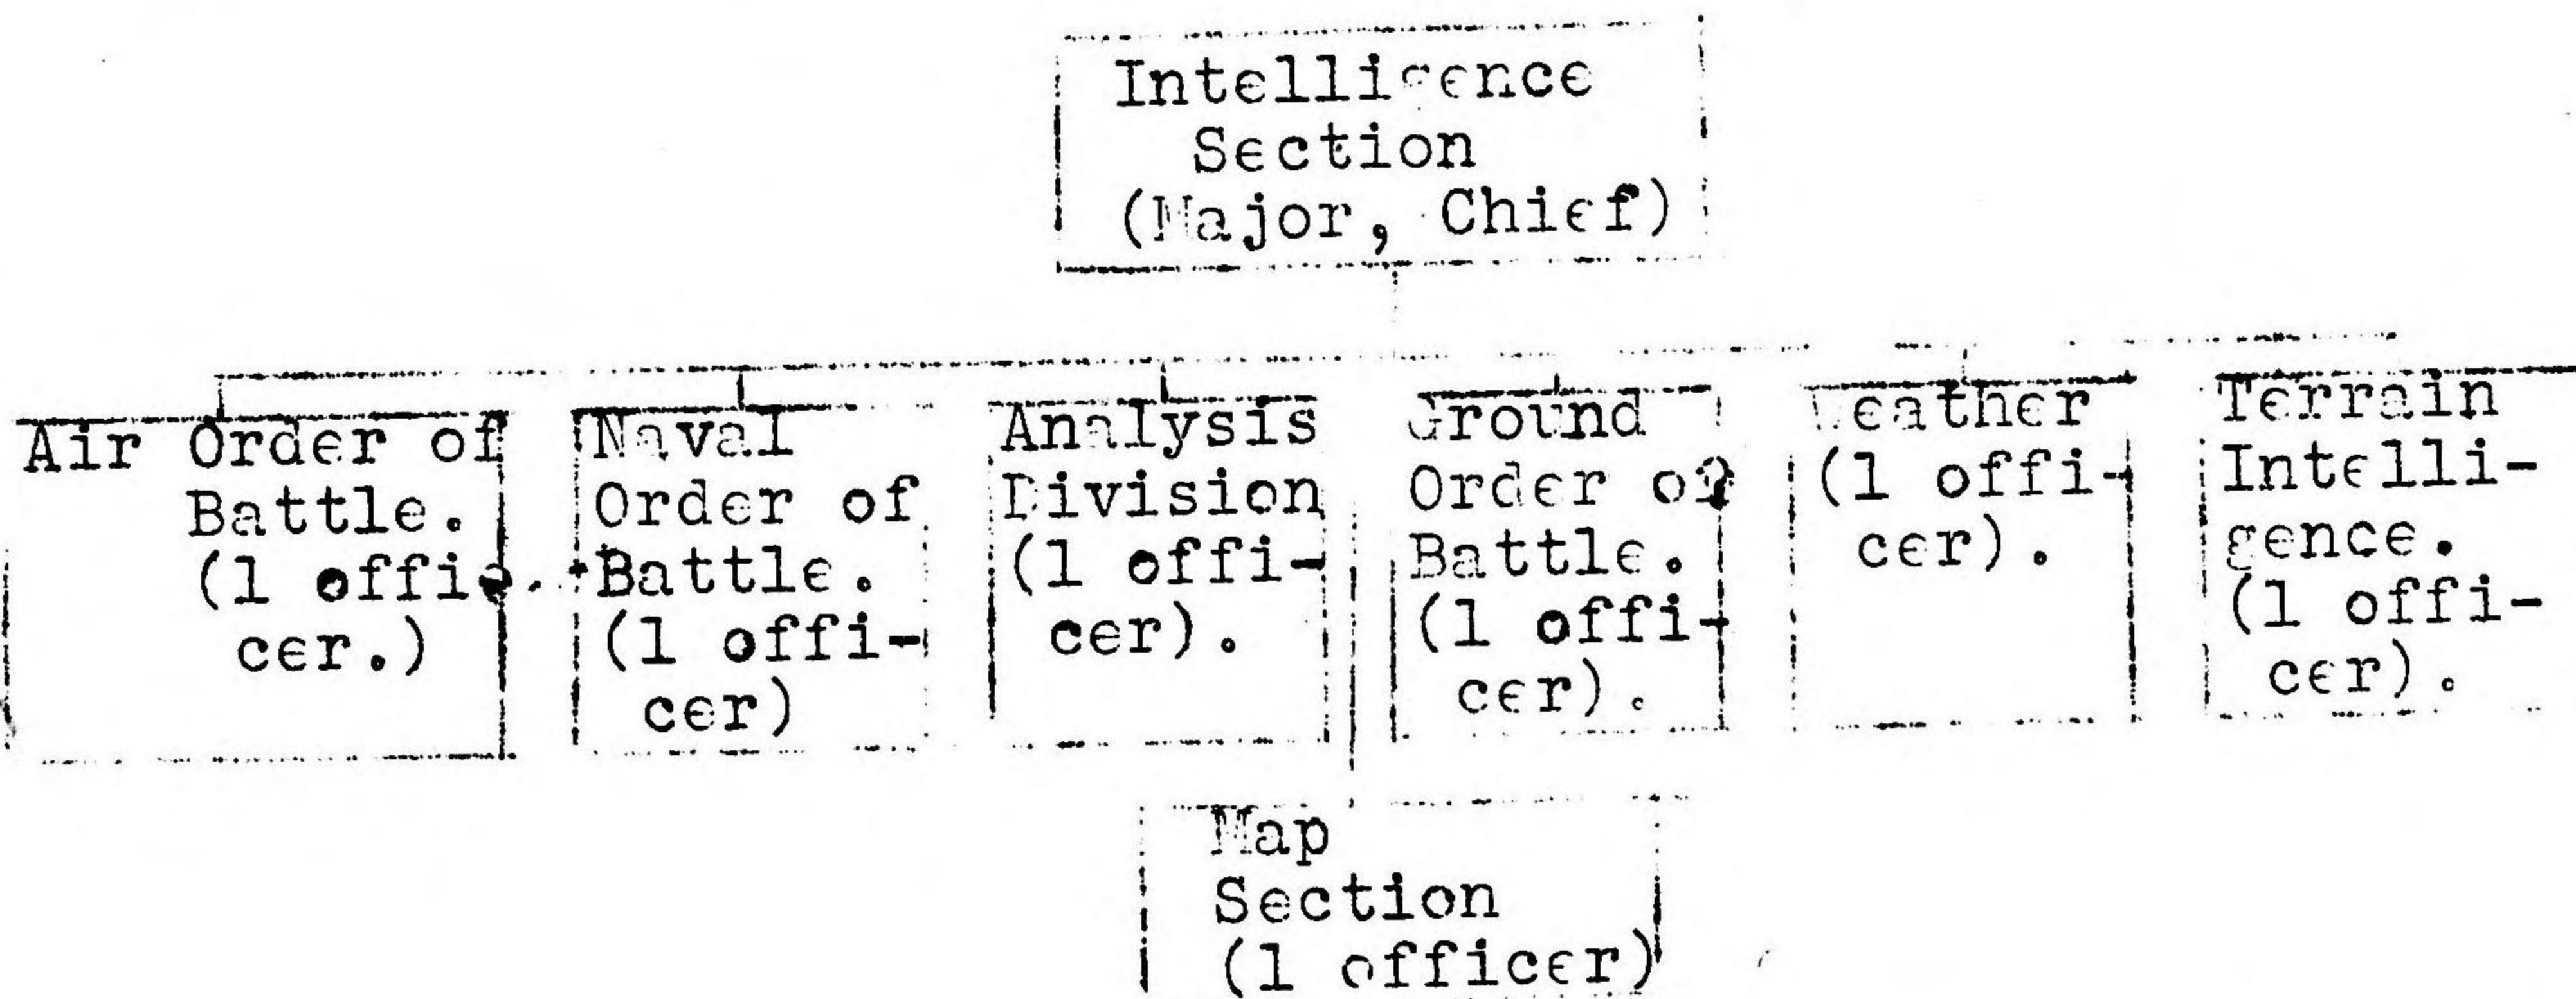 Intelligence
Section
(Major, Chief)
Air Order of
Battle.
(1 offi-
cer.)
Naval
Order of
Battle.
(1 offi-
cer)
Analysis
Division
(1 offi-
cer).
Ground
Order of
Battle.
(1 offi-
cer).
Weather
(1 offi-
cer).
Terrain
Intelli-
gence.
(1 offi-
cer).
Map
Section
(1 officer)